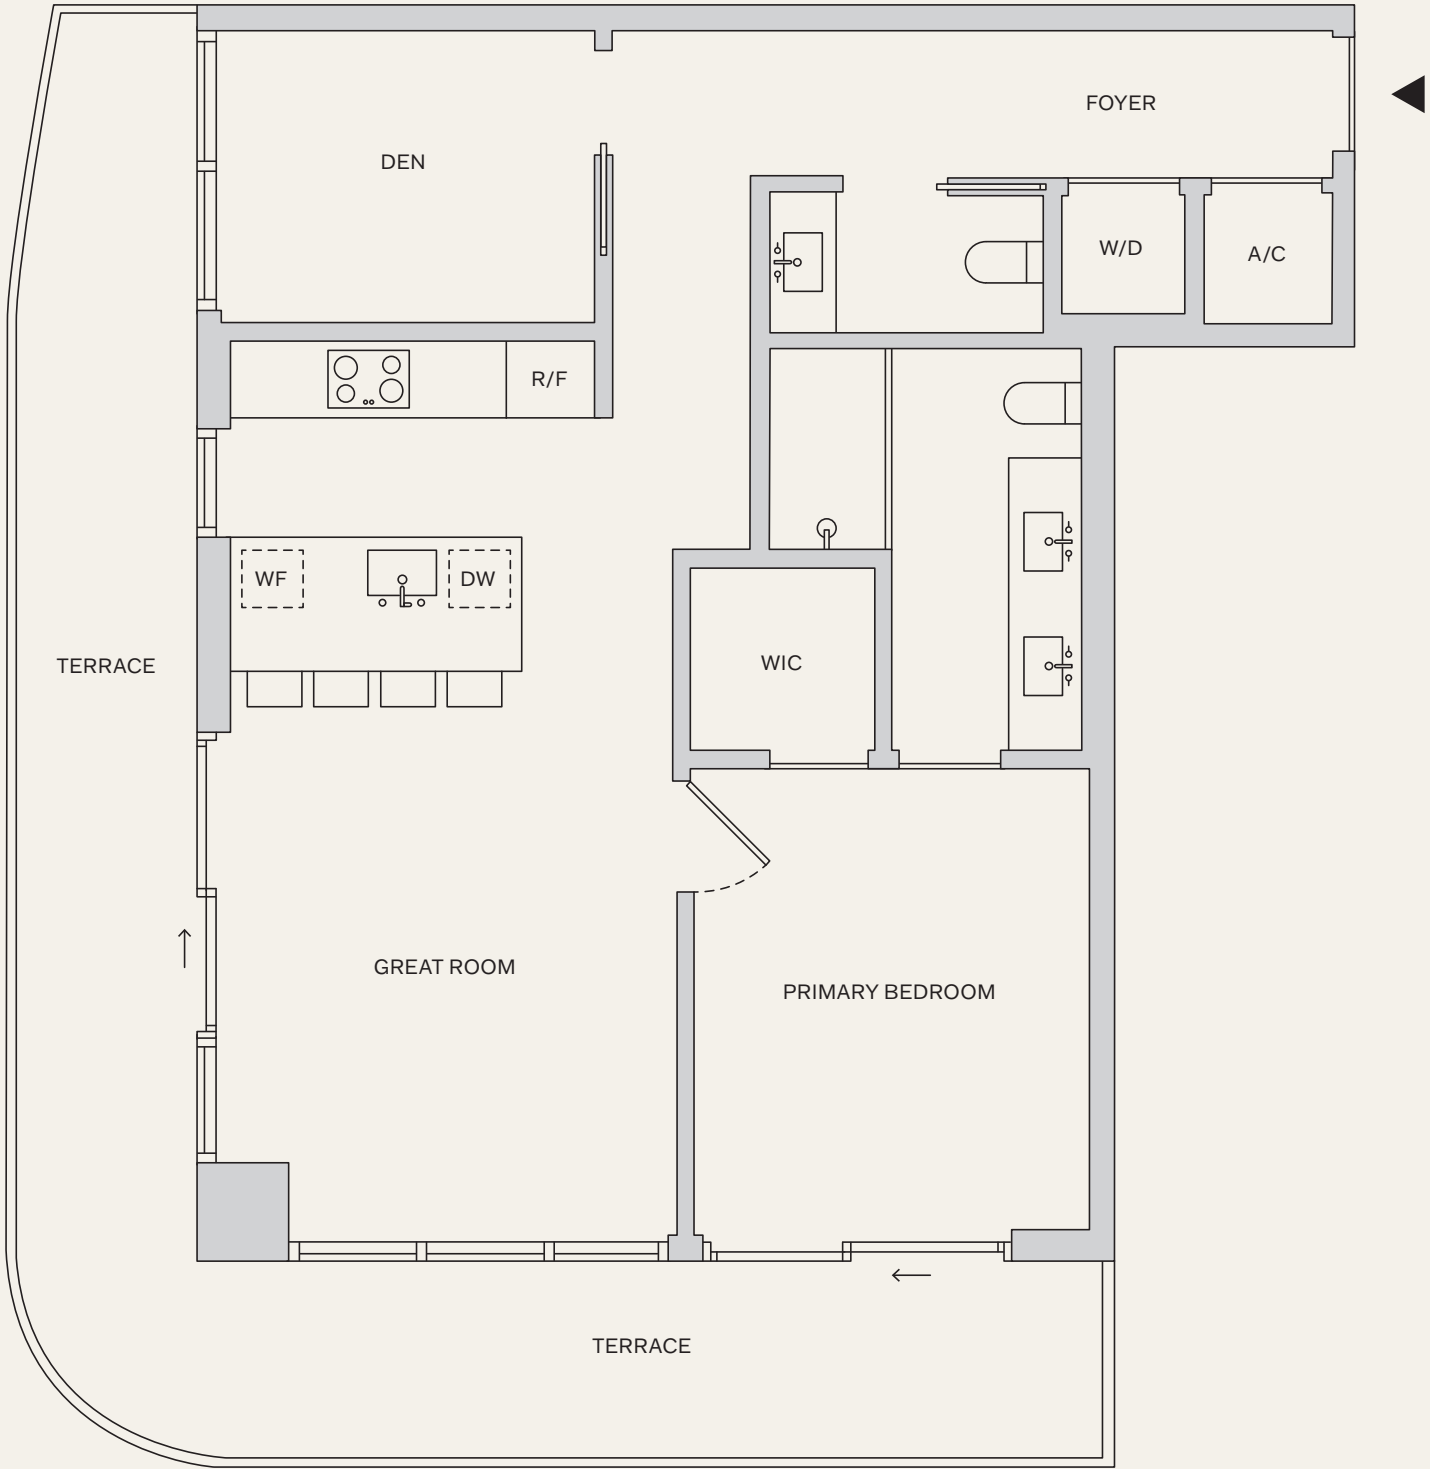 FOYER
DEN
W/D
A/C
R/F
WF
DW
WIC
TERRACE
GREAT ROOM
PRIMARY BEDROOM
TERRACE